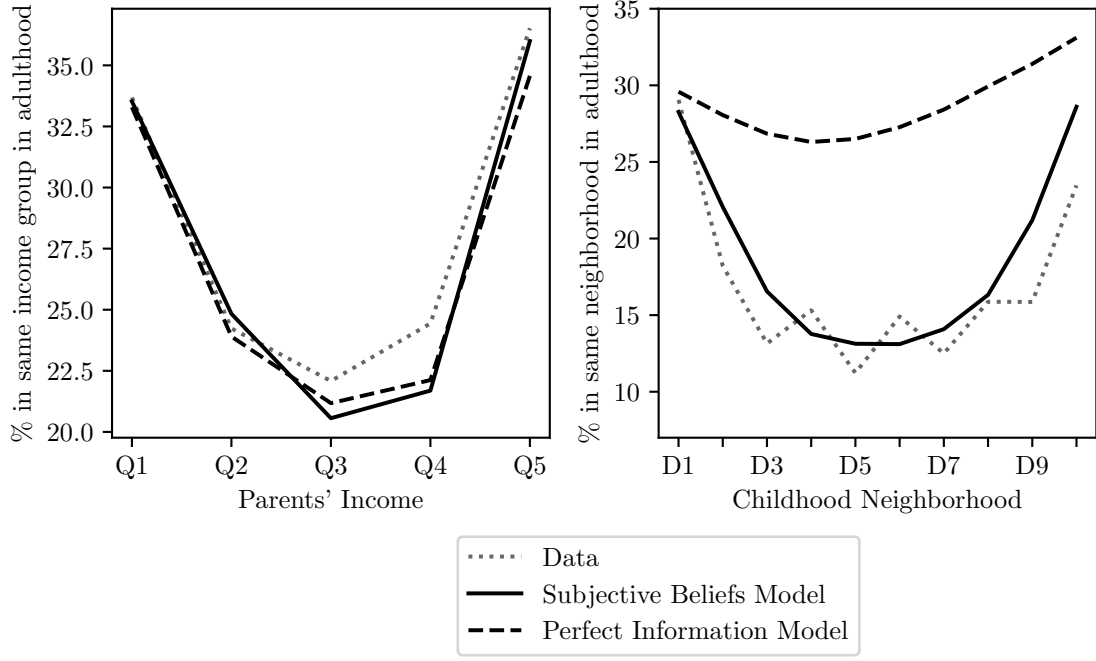 % in same income group in adulthood
35.0
32.5
30.0
27.5
25.0
22.5
20.0
Q1 Q2 Q3 Q4 Q5
Parents' Income
% in same neighborhood in adulthood
35
30
25
20
15
10
D1 D3 D5 D7 D9
Childhood Neighborhood
Data
Subjective Beliefs Model
Perfect Information Model